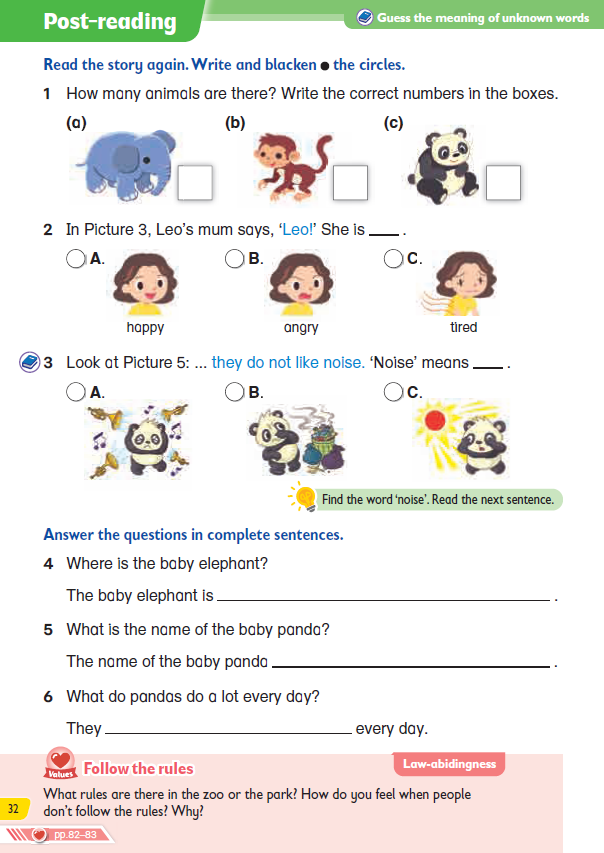 Post-reading
Guess the meaning of unknown words
Read the story again. Write and blacken ● the circles.
1 How many animals are there? Write the correct numbers in the boxes.
(a) (b) (c)
2 In Picture 3, Leo's mum says, 'Leo!' She is ____ .
A. B. C.
happy angry tired
3 Look at Picture 5: ... they do not like noise. 'Noise' means ____ .
A. B. C.
Find the word 'noise'. Read the next sentence.
Answer the questions in complete sentences.
4 Where is the baby elephant?
The baby elephant is ____ .
5 What is the name of the baby panda?
The name of the baby panda ____ .
6 What do pandas do a lot every day?
They ____ every day.
Values Follow the rules
Law-abidingness
What rules are there in the zoo or the park? How do you feel when people
don't follow the rules? Why?
32
pp.82–83